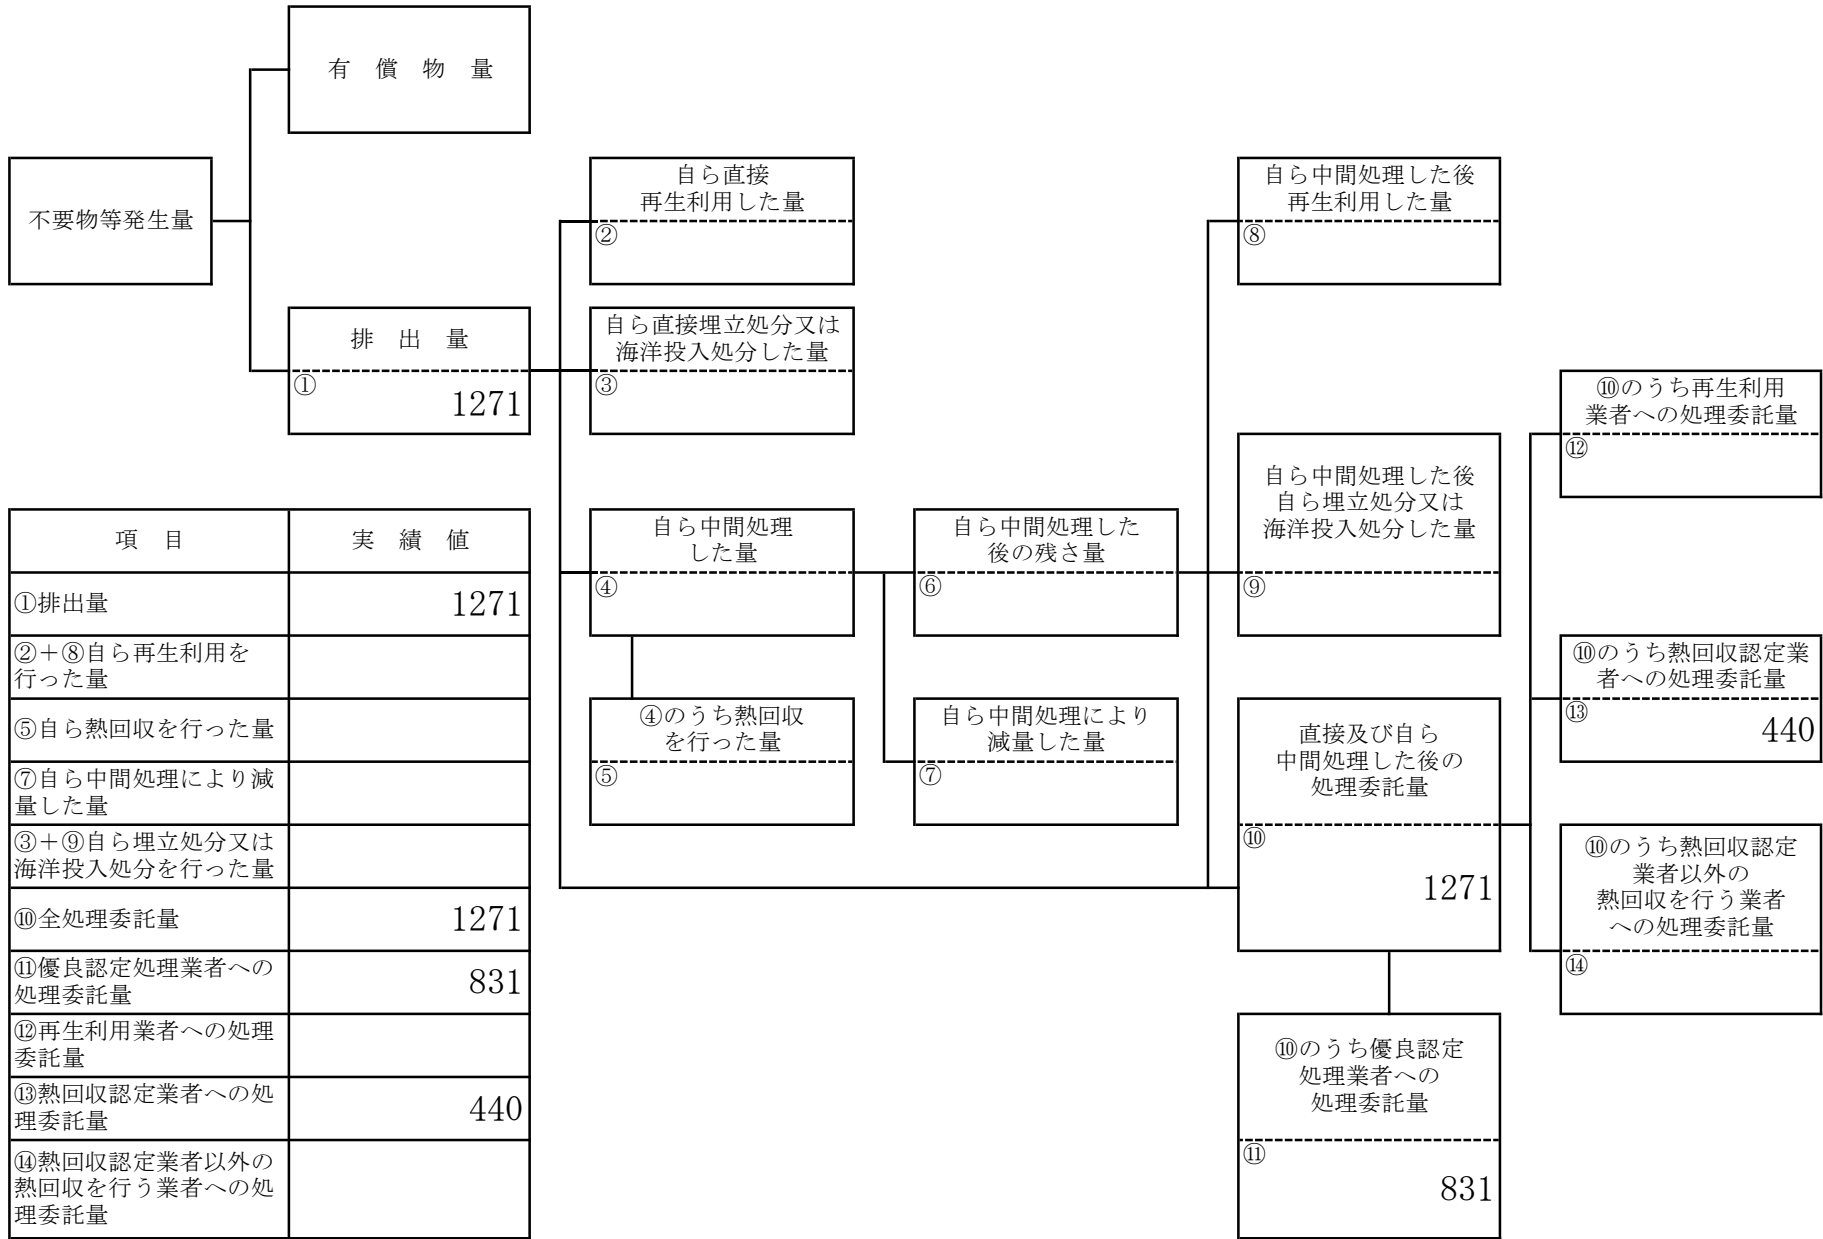 有　償　物　量
不要物等発生量
排　出　量
①
1271
自ら直接
再生利用した量
②
自ら直接埋立処分又は
海洋投入処分した量
③
自ら中間処理
した量
④
④のうち熱回収
を行った量
⑤
自ら中間処理した
後の残さ量
⑥
自ら中間処理により
減量した量
⑦
自ら中間処理した後
再生利用した量
⑧
自ら中間処理した後
自ら埋立処分又は
海洋投入処分した量
⑨
直接及び自ら
中間処理した後の
処理委託量
⑩
1271
⑩のうち優良認定
処理業者への
処理委託量
⑪
831
⑩のうち再生利用
業者への処理委託量
⑫
⑩のうち熱回収認定業
者への処理委託量
⑬
440
⑩のうち熱回収認定
業者以外の
熱回収を行う業者
への処理委託量
⑭
項　目　実　績　値
①排出量 1271
②＋⑧自ら再生利用を
行った量
⑤自ら熱回収を行った量
⑦自ら中間処理により減
量した量
③＋⑨自ら埋立処分又は
海洋投入処分を行った量
⑩全処理委託量 1271
⑪優良認定処理業者への
処理委託量 831
⑫再生利用業者への処理
委託量
⑬熱回収認定業者への処
理委託量 440
⑭熱回収認定業者以外の
熱回収を行う業者への処
理委託量